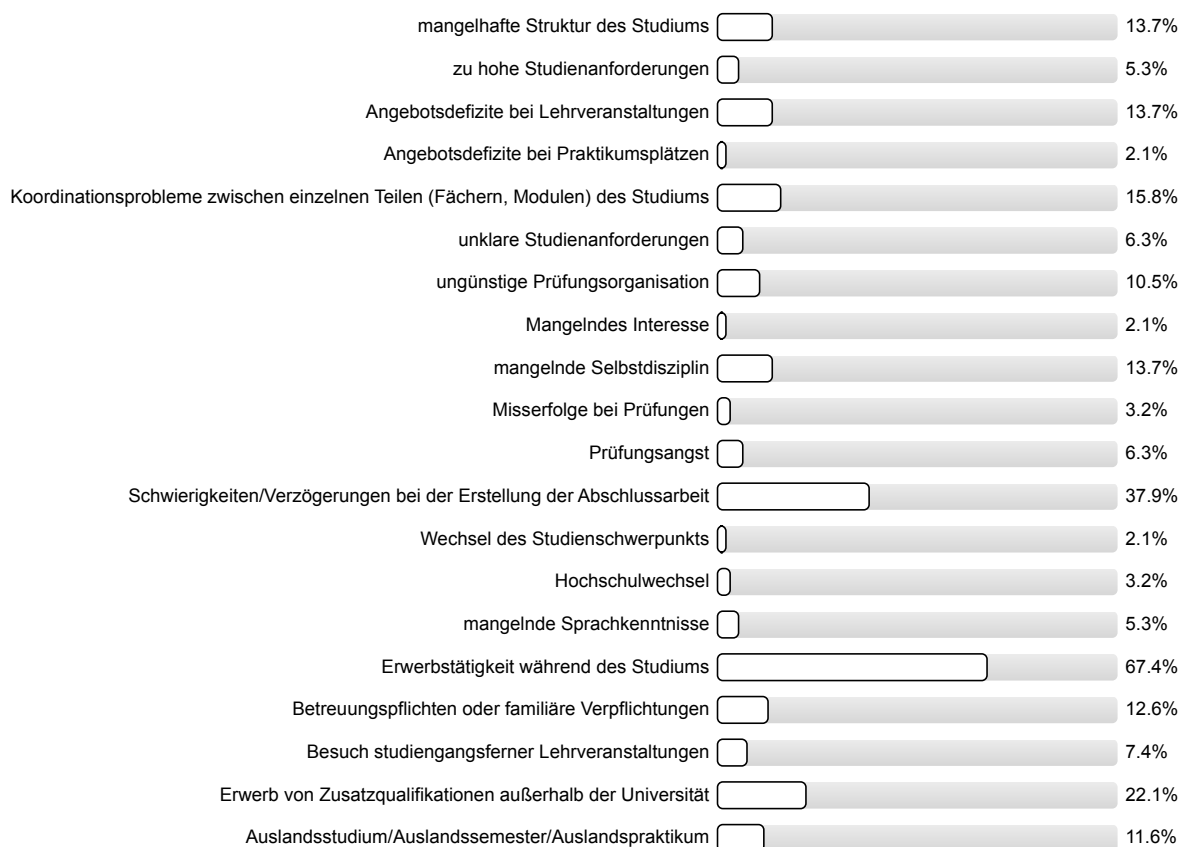 mangelhafte Struktur des Studiums 13.7%
zu hohe Studienanforderungen 5.3%
Angebotsdefizite bei Lehrveranstaltungen 13.7%
Angebotsdefizite bei Praktikumsplätzen 2.1%
Koordinationsprobleme zwischen einzelnen Teilen (Fächern, Modulen) des Studiums 15.8%
unklare Studienanforderungen 6.3%
ungünstige Prüfungsorganisation 10.5%
Mangelndes Interesse 2.1%
mangelnde Selbstdisziplin 13.7%
Misserfolge bei Prüfungen 3.2%
Prüfungsangst 6.3%
Schwierigkeiten/Verzögerungen bei der Erstellung der Abschlussarbeit 37.9%
Wechsel des Studienschwerpunkts 2.1%
Hochschulwechsel 3.2%
mangelnde Sprachkenntnisse 5.3%
Erwerbstätigkeit während des Studiums 67.4%
Betreuungspflichten oder familiäre Verpflichtungen 12.6%
Besuch studiengangsferner Lehrveranstaltungen 7.4%
Erwerb von Zusatzqualifikationen außerhalb der Universität 22.1%
Auslandsstudium/Auslandssemester/Auslandspraktikum 11.6%